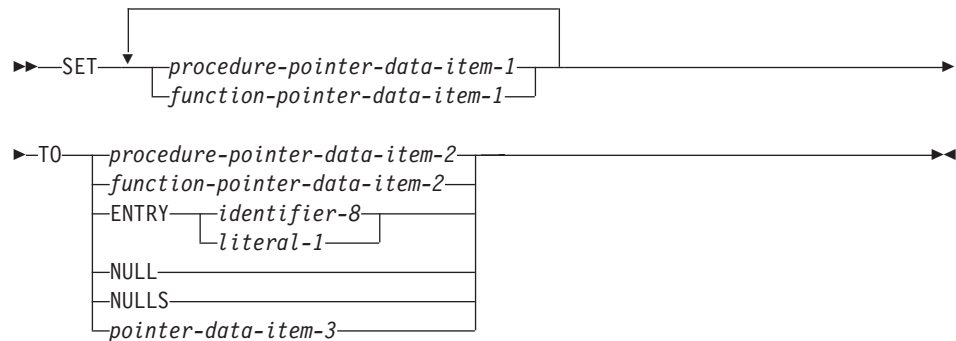 SET procedure-pointer-data-item-1
function-pointer-data-item-1
TO procedure-pointer-data-item-2
function-pointer-data-item-2
ENTRY identifier-8
literal-1
NULL
NULLS
pointer-data-item-3